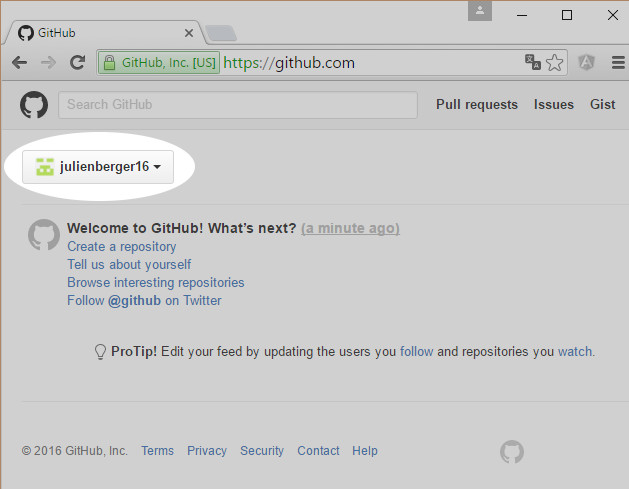 GitHub
GitHub, Inc. [US] https://github.com
Search GitHub Pull requests Issues Gist
julienberger16
Welcome to GitHub! What's next? (a minute ago)
Create a repository
Tell us about yourself
Browse interesting repositories
Follow @github on Twitter
ProTip! Edit your feed by updating the users you follow and repositories you watch.
© 2016 GitHub, Inc. Terms Privacy Security Contact Help